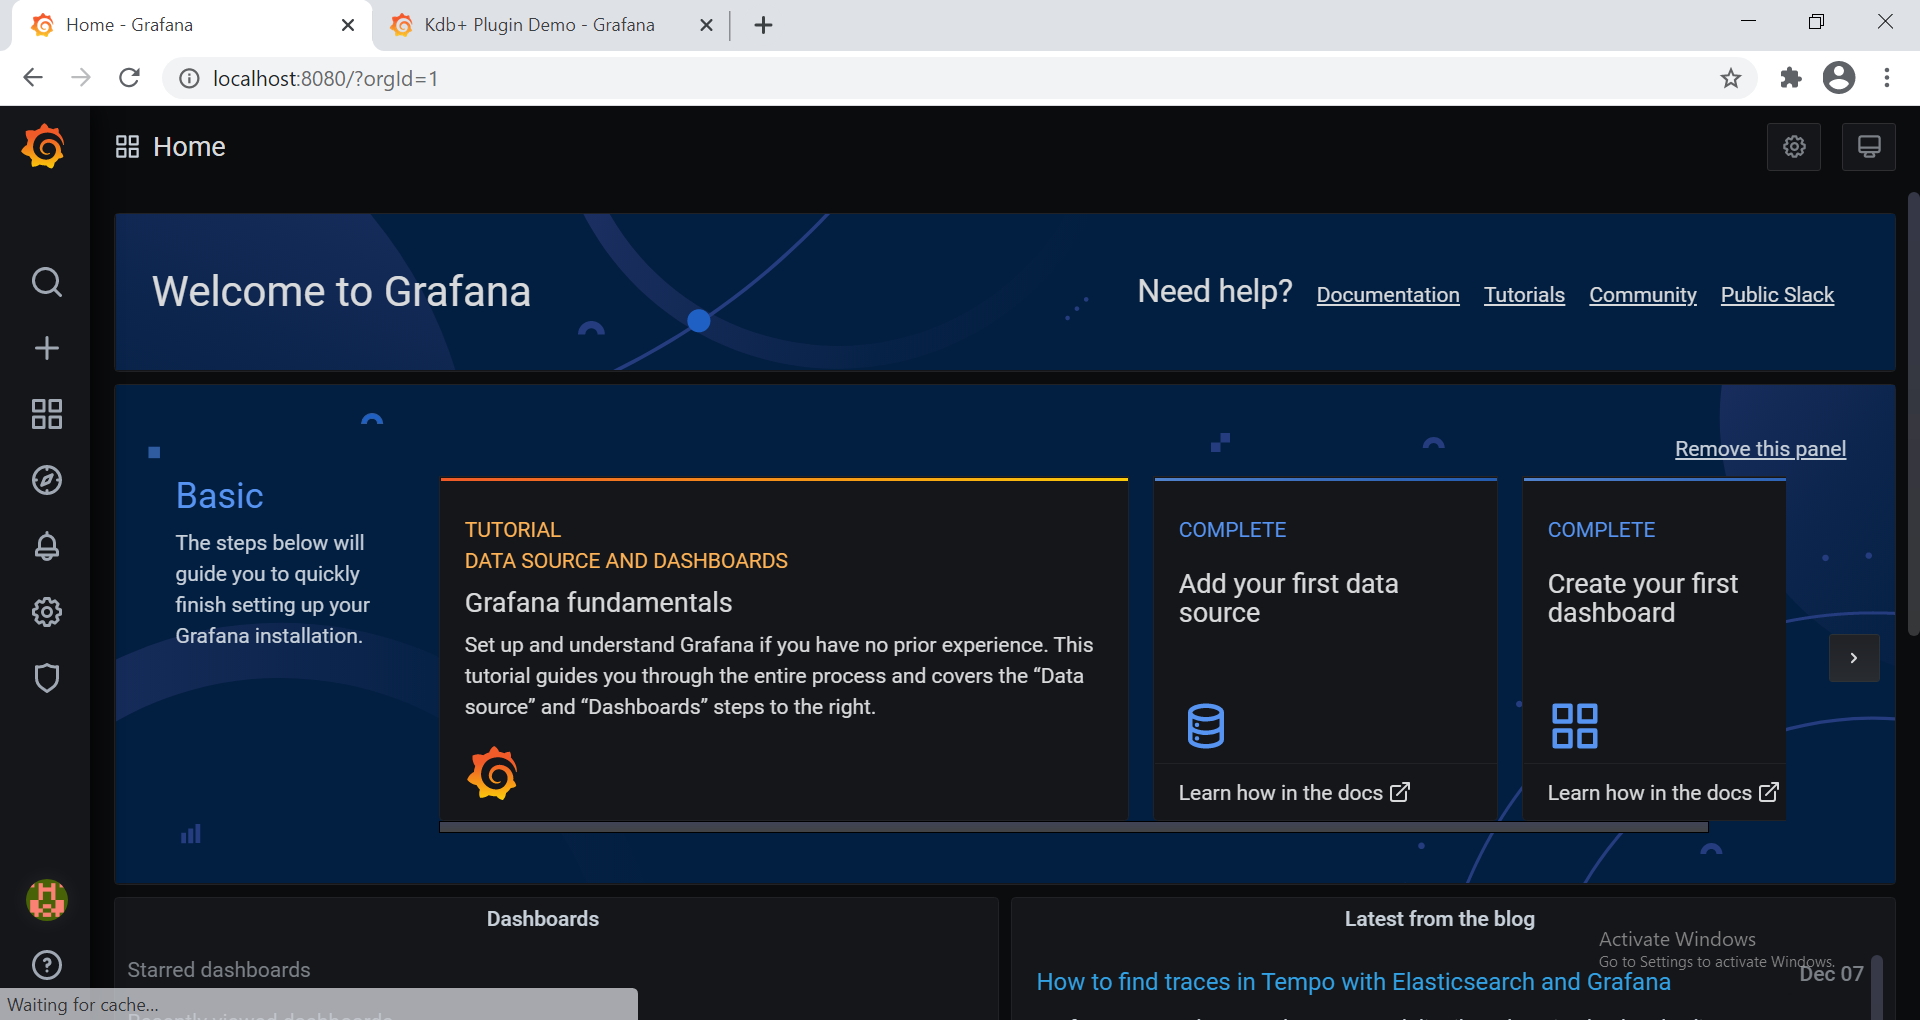 Home - Grafana
Kdb+ Plugin Demo - Grafana
localhost:8080/?orgId=1
Home
Welcome to Grafana
Need help? Documentation Tutorials Community Public Slack
Remove this panel
Basic
The steps below will
guide you to quickly
finish setting up your
Grafana installation.
TUTORIAL
DATA SOURCE AND DASHBOARDS
Grafana fundamentals
Set up and understand Grafana if you have no prior experience. This
tutorial guides you through the entire process and covers the “Data
source” and “Dashboards” steps to the right.
COMPLETE
Add your first data
source
Learn how in the docs
COMPLETE
Create your first
dashboard
Learn how in the docs
Dashboards
Starred dashboards
Recently viewed dashboards
Latest from the blog
How to find traces in Tempo with Elasticsearch and Grafana
Dec 07
Activate Windows
Go to Settings to activate Windows.
Waiting for cache...